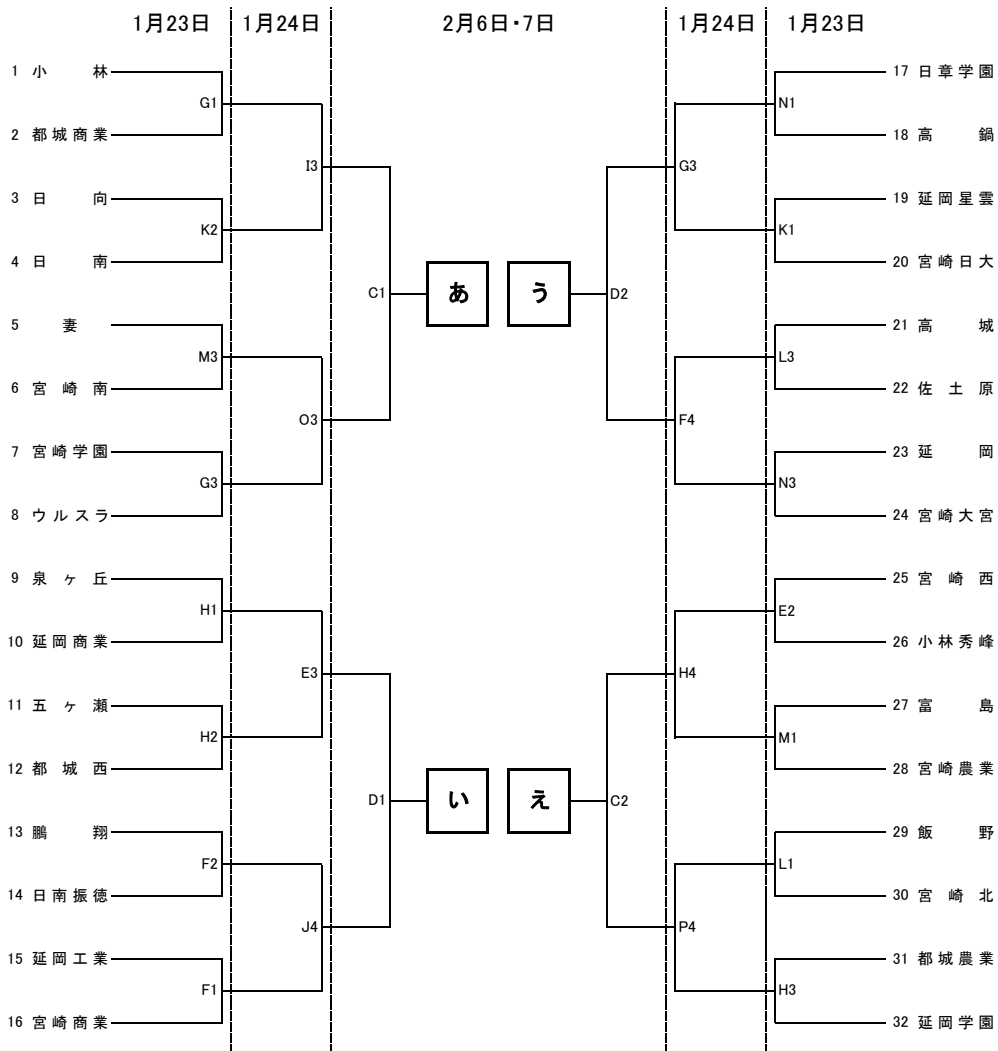 1月23日 1月24日 2月6日・7日 1月24日 1月23日
1 小林 17 日章学園
G1 N1
2 都城商業 18 高鍋
I3 G3
3 日向 19 延岡星雲
K2 K1
4 日南 20 宮崎日大
C1 あ う D2
5 妻 21 高城
M3 L3
6 宮崎南 22 佐土原
O3 F4
7 宮崎学園 23 延岡
G3 N3
8 ウルスラ 24 宮崎大宮
9 泉ヶ丘 25 宮崎西
H1 E2
10 延岡商業 26 小林秀峰
E3 H4
11 五ヶ瀬 27 富島
H2 M1
12 都城西 28 宮崎農業
D1 い え C2
13 鵬翔 29 飯野
F2 L1
14 日南振徳 30 宮崎北
J4 P4
15 延岡工業 31 都城農業
F1 H3
16 宮崎商業 32 延岡学園